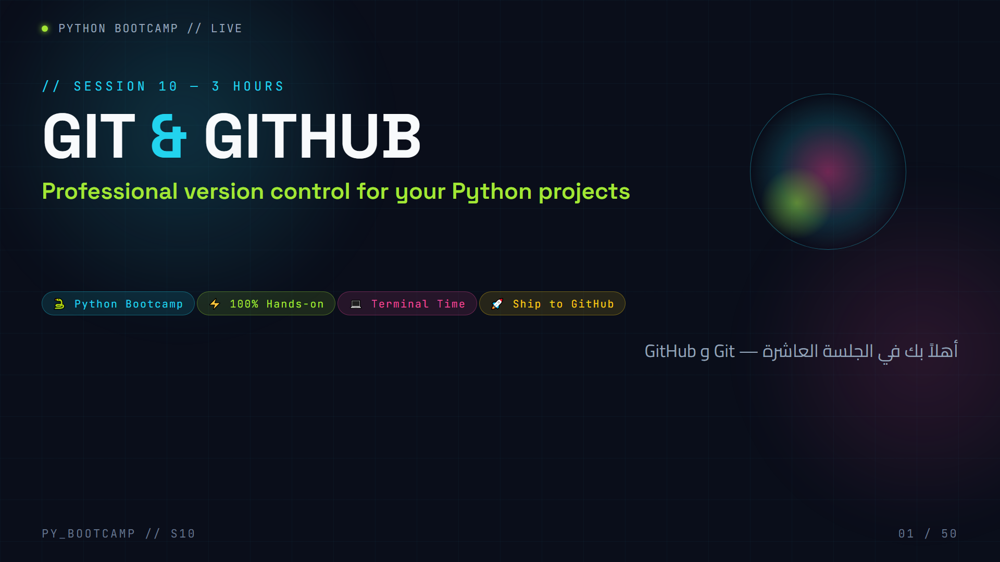 PYTHON BOOTCAMP // LIVE
// SESSION 10 — 3 HOURS
GIT & GITHUB
Professional version control for your Python projects
🐍 Python Bootcamp ⚡ 100% Hands-on 💻 Terminal Time 🚀 Ship to GitHub
أهلاً بك في الجلسة العاشرة — Git و GitHub
PY_BOOTCAMP // S10
01 / 50